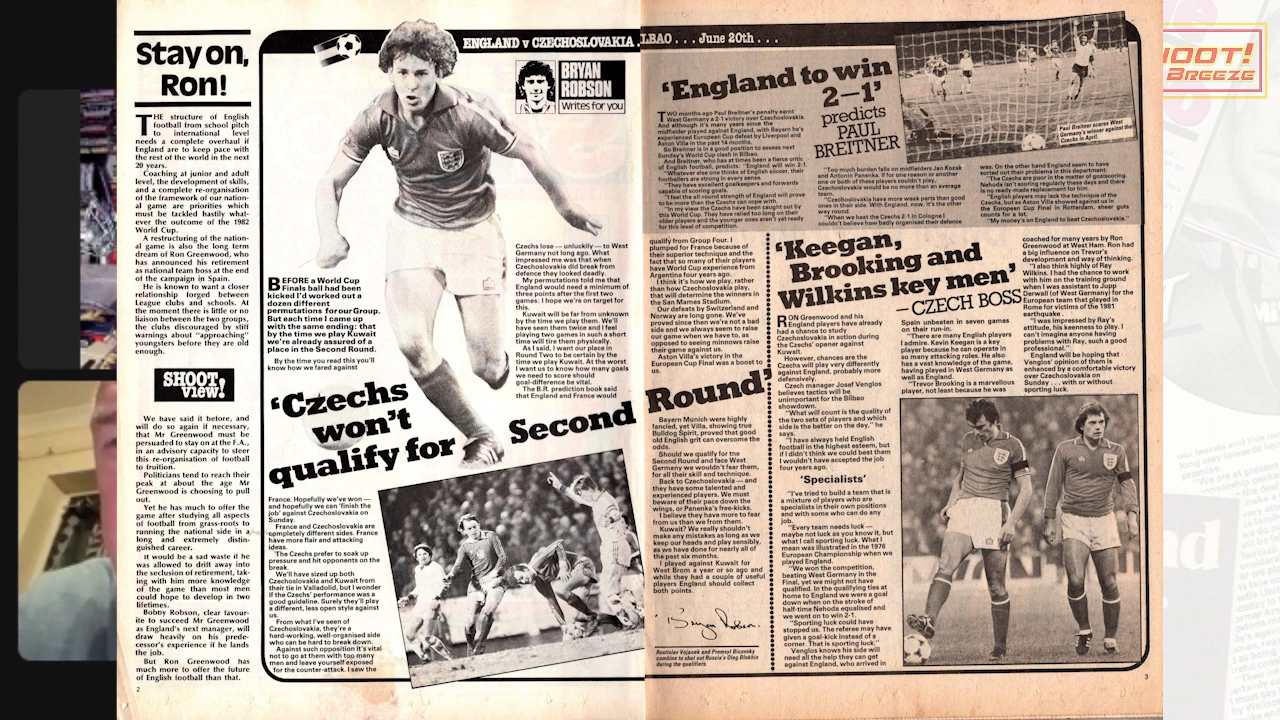 Stay on,
Ron!
THE structure of English
football from school pitch
to international level
needs a complete overhaul if
England are to keep pace with
the rest of the world in the next
20 years.
Coaching at junior and adult
level, the development of skills,
and a complete re-organisation
of the framework of our nation-
al game are priorities which
must be tackled hastily what-
ever the outcome of the 1982
World Cup.
A restructuring of the nation-
al game is also the long term
dream of Ron Greenwood, who
has announced his retirement
as national team boss at the end
of the campaign in Spain.
He is known to want a closer
relationship forged between
League clubs and schools. At
the moment there is little or no
liaison between the two groups,
the clubs discouraged by stiff
warnings about "approaching"
youngsters before they are old
enough.
SHOOT
view!
We have said it before, and
will do so again if necessary,
that Mr Greenwood must be
persuaded to stay on at the F.A.,
in an advisory capacity to steer
this re-organisation of football
to fruition.
Politicians tend to reach their
peak at about the age Mr
Greenwood is choosing to pull
out.
Yet he has much to offer the
game after studying all aspects
of football from grass-roots to
running the national side in a
long and extremely distin-
guished career.
It would be a sad waste if he
was allowed to drift away into
the seclusion of retirement, tak-
ing with him more knowledge
of the game than most men
could hope to develop in two
lifetimes.
Bobby Robson, clear favour-
ite to succeed Mr Greenwood
as England's next manager, will
draw heavily on his prede-
cessor's experience if he lands
the job.
But Ron Greenwood has
much more to offer the future
of English football than that.
2
ENGLAND v CZECHOSLOVAKIA . LBAO . . . June 20th . . .
BRYAN
ROBSON
Writes for you
BEFORE a World Cup
Finals ball had been
kicked I'd worked out a
dozen different
permutations for our Group.
But each time I came up
with the same ending: that
by the time we play Kuwait
we're already assured of a
place in the Second Round.
By the time you read this you'll
know how we fared against
'Czechs
won't
qualify for
Second
Round'
France. Hopefully we've won —
and hopefully we can 'finish the
job' against Czechoslovakia on
Sunday.
France and Czechoslovakia are
completely different sides. France
have more flair and attacking
ideas.
The Czechs prefer to soak up
pressure and hit opponents on the
break.
We'll have sized up both
Czechoslovakia and Kuwait from
their tie in Valladolid, but I wonder
if the Czechs' performance was a
good guideline. Surely they'll play
a different, less open style against
us.
From what I've seen of
Czechoslovakia, they're a
hard-working, well-organised side
who can be hard to break down.
Against such opposition it's vital
not to go at them with too many
men and leave yourself exposed
for the counter-attack. I saw the
Czechs lose — unluckily — to West
Germany not long ago. What
impressed me was that when
Czechoslovakia did break from
defence they looked deadly.
My permutations told me that
England would need a minimum of
three points after the first two
games: I hope we're on target for
this.
Kuwait will be far from unknown
by the time we play them. We'll
have seen them twice and I feel
playing two games in such a short
time will tire them physically.
As I said, I want our place in
Round Two to be certain by the
time we play Kuwait. At the worst
I want us to know how many goals
we need to score should
goal-difference be vital.
The B.R. prediction book said
that England and France would
qualify from Group Four. I
plumped for France because of
their superior technique and the
fact that so many of their players
have World Cup experience from
Argentina four years ago.
I think it's how we play, rather
than how Czechoslovakia play,
that will determine the winners in
the San Mames Stadium.
Our defeats by Switzerland and
Norway are long gone. We've
proved since then we're not a bad
side and we always seem to raise
our game when we have to, as
opposed to seeing minnows raise
their game against us.
Aston Villa's victory in the
European Cup Final was a boost to
us.
Bayern Munich were highly
fancied, yet Villa, showing true
Bulldog Spirit, proved that good
old English grit can overcome the
odds.
Should we qualify for the
Second Round and face West
Germany we wouldn't fear them,
for all their skill and technique.
Back to Czechoslovakia — and
they have some talented and
experienced players. We must
beware of their pace down the
wings, or Panenka's free-kicks.
I believe they have more to fear
from us than we from them.
Kuwait? We really shouldn't
make any mistakes as long as we
keep our heads and play sensibly,
as we have done for nearly all of
the past six months.
I played against Kuwait for
West Brom a year or so ago and
while they had a couple of useful
players England should collect
both points.
Bryan Robson.
Rostislav Vojacek and Premsyl Bicovsky
combine to shut out Russia's Oleg Blokhin
during the qualifiers.
'England to win
2–1'
predicts
PAUL
BREITNER
TWO months ago Paul Breitner's penalty earnt
West Germany a 2-1 victory over Czechoslovakia.
And although it's many years since the
midfielder played against England, with Bayern he's
experienced European Cup defeat by Liverpool and
Aston Villa in the past 14 months.
So Breitner is in a good position to assess next
Sunday's World Cup clash in Bilbao.
And Breitner, who has at times been a fierce critic
of English football, predicts: "England will win 2-1.
"Whatever else one thinks of English soccer, their
footballers are strong in every sense.
"They have excellent goalkeepers and forwards
capable of scoring goals.
"I feel the all-round strength of England will prove
to be more than the Czechs can cope with.
"In my view the Czechs have been caught out by
this World Cup. They have relied too long on their
older players and the younger ones aren't yet ready
for this level of competition.
"Too much burden falls on midfielders Jan Kozak
and Antonin Panenka. If for one reason or another
one or both of these players couldn't play,
Czechoslovakia would be no more than an average
team.
"Czechoslovakia have more weak parts than good
ones in their side. With England, now, it's the other
way round.
"When we beat the Czechs 2-1 in Cologne I
couldn't believe how badly organised their defence
was. On the other hand England seem to have
sorted out their problems in this department.
"The Czechs are poor in the matter of goalscoring.
Nehoda isn't scoring regularly these days and there
is no ready-made replacement for him.
"English players may lack the technique of the
Czechs, but as Aston Villa showed against us in
the European Cup Final in Rotterdam, sheer guts
counts for a lot.
"My money's on England to beat Czechoslovakia."
Paul Breitner scores West
Germany's winner against the
Czechs in April.
'Keegan,
Brooking and
Wilkins key men'
— CZECH BOSS
RON Greenwood and his
England players have already
had a chance to study
Czechoslovakia in action during
the Czechs' opener against
Kuwait.
However, chances are the
Czechs will play very differently
against England, probably more
defensively.
Czech manager Josef Venglos
believes tactics will be
unimportant for the Bilbao
showdown.
"What will count is the quality of
the two sets of players and which
side is the better on the day," he
says.
"I have always held English
football in the highest esteem, but
if I didn't think we could beat them
I wouldn't have accepted the job
four years ago.
'Specialists'
"I've tried to build a team that is
a mixture of players who are
specialists in their own positions
and with some who can do any
job.
"Every team needs luck —
maybe not luck as you know it, but
what I call sporting luck. What I
mean was illustrated in the 1976
European Championship when we
played England.
"We won the competition,
beating West Germany in the
Final, yet we might not have
qualified. In the qualifying ties at
home to England we were a goal
down when on the stroke of
half-time Nehoda equalised and
we went on to win 2-1.
"Sporting luck could have
stopped us. The referee may have
given a goal-kick instead of a
corner. That is sporting luck."
Venglos knows his side will
need all the help they can get
against England, who arrived in
Spain unbeaten in seven games
on their run-in.
"There are many English players
I admire. Kevin Keegan is a key
player because he can operate in
so many attacking roles. He also
has a vast knowledge of the game,
having played in West Germany as
well as England.
"Trevor Brooking is a marvellous
player, not least because he was
coached for many years by Ron
Greenwood at West Ham. Ron had
a big influence on Trevor's
development and way of thinking.
"I also think highly of Ray
Wilkins. I had the chance to work
with him on the training ground
when I was assistant to Jupp
Derwall (of West Germany) for the
European team that played in
Rome for victims of the 1981
earthquake.
"I was impressed by Ray's
attitude, his keenness to play. I
can't imagine anyone having
problems with Ray, such a good
professional."
England will be hoping that
Venglos' opinion of them is
enhanced by a comfortable victory
over Czechoslovakia on
Sunday . . . with or without
sporting luck.
3
HOOT!
BREEZE